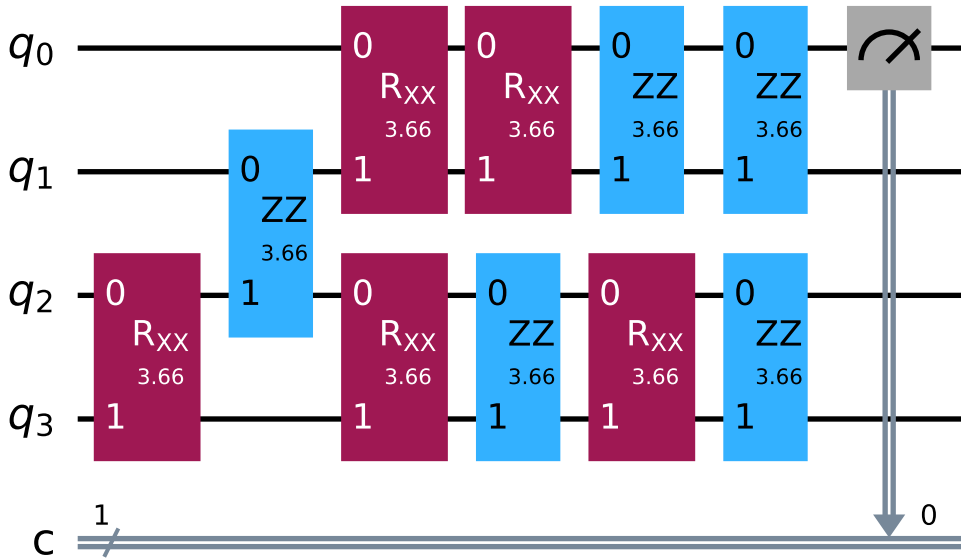 q0 0 RXX 3.66 1 0 RXX 3.66 1 0 ZZ 3.66 1 0 ZZ 3.66 1
q1 0 ZZ 3.66 1
q2 0 RXX 3.66 1 0 RXX 3.66 1 0 ZZ 3.66 1 0 RXX 3.66 1 0 ZZ 3.66 1
q3
c 1 0